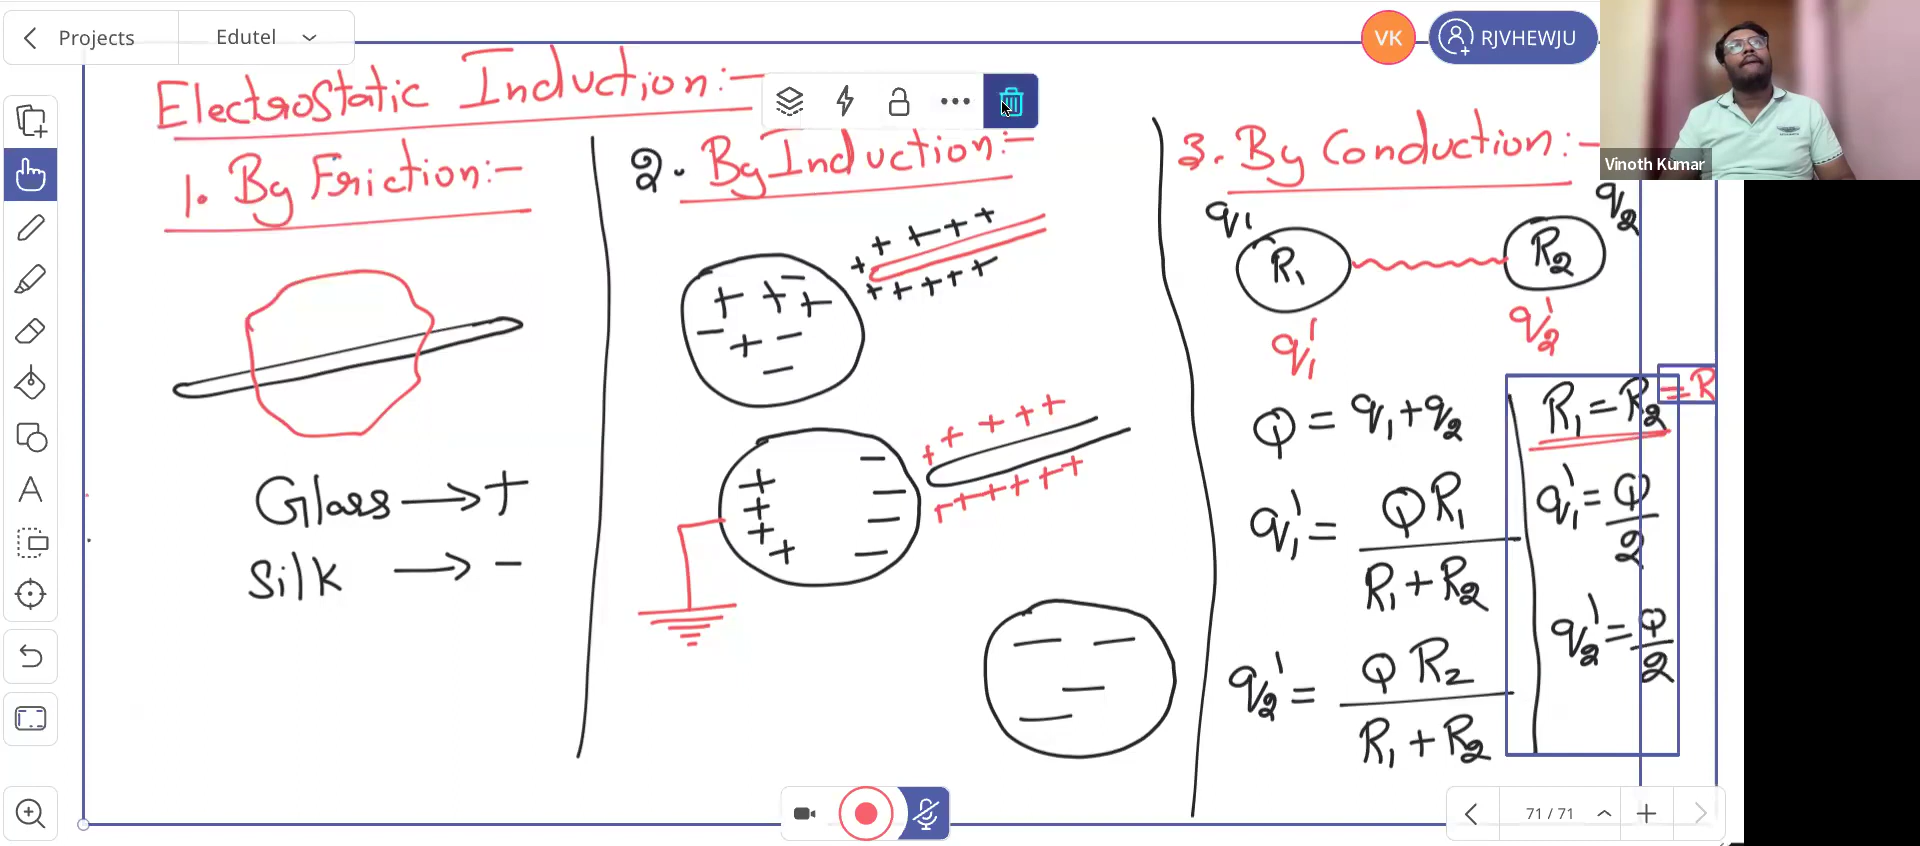 Projects
Edutel
VK
RJVHEWJU
Vinoth Kumar
Electrostatic Induction:-
1. By Friction:-
Glass → +
Silk → -
2. By Induction:-
+ + + + +
+ + + + +
+ + - +
- + -
-
+ + + +
+ + + + + +
+ -
+ -
+ -
+ -
- -
-
-
3. By Conduction:-
q1 q2
R1 R2
q1' q2'
Q = q1+q2
q1' = QR1 / R1+R2
q2' = Q R2 / R1+R2
R1 = R2 = R
q1' = Q/2
q2' = Q/2
71 / 71